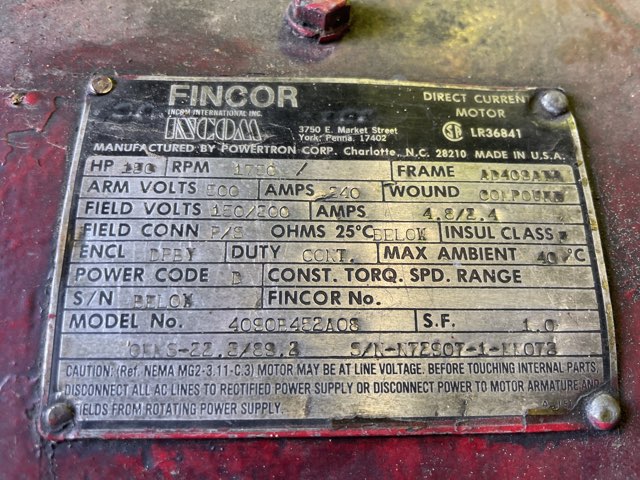 FINCOR
INCOM INTERNATIONAL INC.
INCOM
3750 E. Market Street
York, Penna. 17402
DIRECT CURRENT
MOTOR
LR36841
MANUFACTURED BY POWERTRON CORP. Charlotte, N.C. 28210 MADE IN U.S.A.
HP RPM FRAME
ARM VOLTS 500 AMPS 240 WOUND COMPOUND
FIELD VOLTS 150/300 AMPS 4.8/2.4
FIELD CONN P/S OHMS 25°C BELOW INSUL CLASS
ENCL DPBV DUTY CONT. MAX AMBIENT 40 °C
POWER CODE D CONST. TORQ. SPD. RANGE
S/N BELOW FINCOR No.
MODEL No. S.F. 1.0
S/N-
CAUTION: (Ref. NEMA MG2-3.11-C.3) MOTOR MAY BE AT LINE VOLTAGE. BEFORE TOUCHING INTERNAL PARTS,
DISCONNECT ALL AC LINES TO RECTIFIED POWER SUPPLY OR DISCONNECT POWER TO MOTOR ARMATURE AND
FIELDS FROM ROTATING POWER SUPPLY.